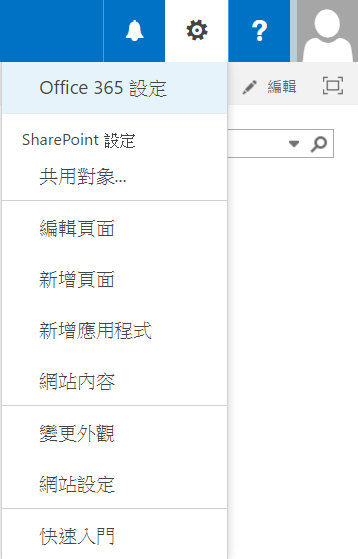 ?
Office 365 設定
編輯
SharePoint 設定
共用對象...
編輯頁面
新增頁面
新增應用程式
網站內容
變更外觀
網站設定
快速入門